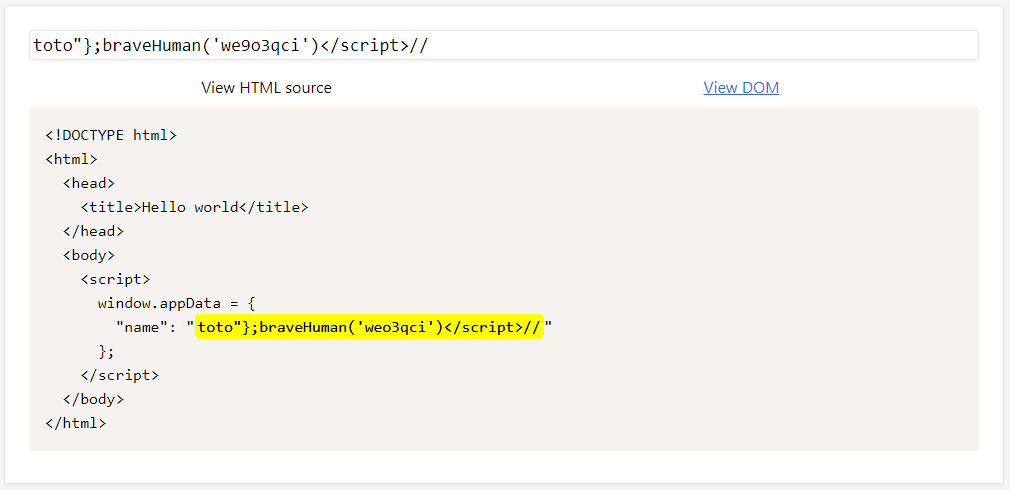 toto"};braveHuman('we9o3qci')</script>//
View HTML source
View DOM
<!DOCTYPE html>
<html>
  <head>
    <title>Hello world</title>
  </head>
  <body>
    <script>
      window.appData = {
        "name": "toto"};braveHuman('weo3qci')</script>//"
      };
    </script>
  </body>
</html>